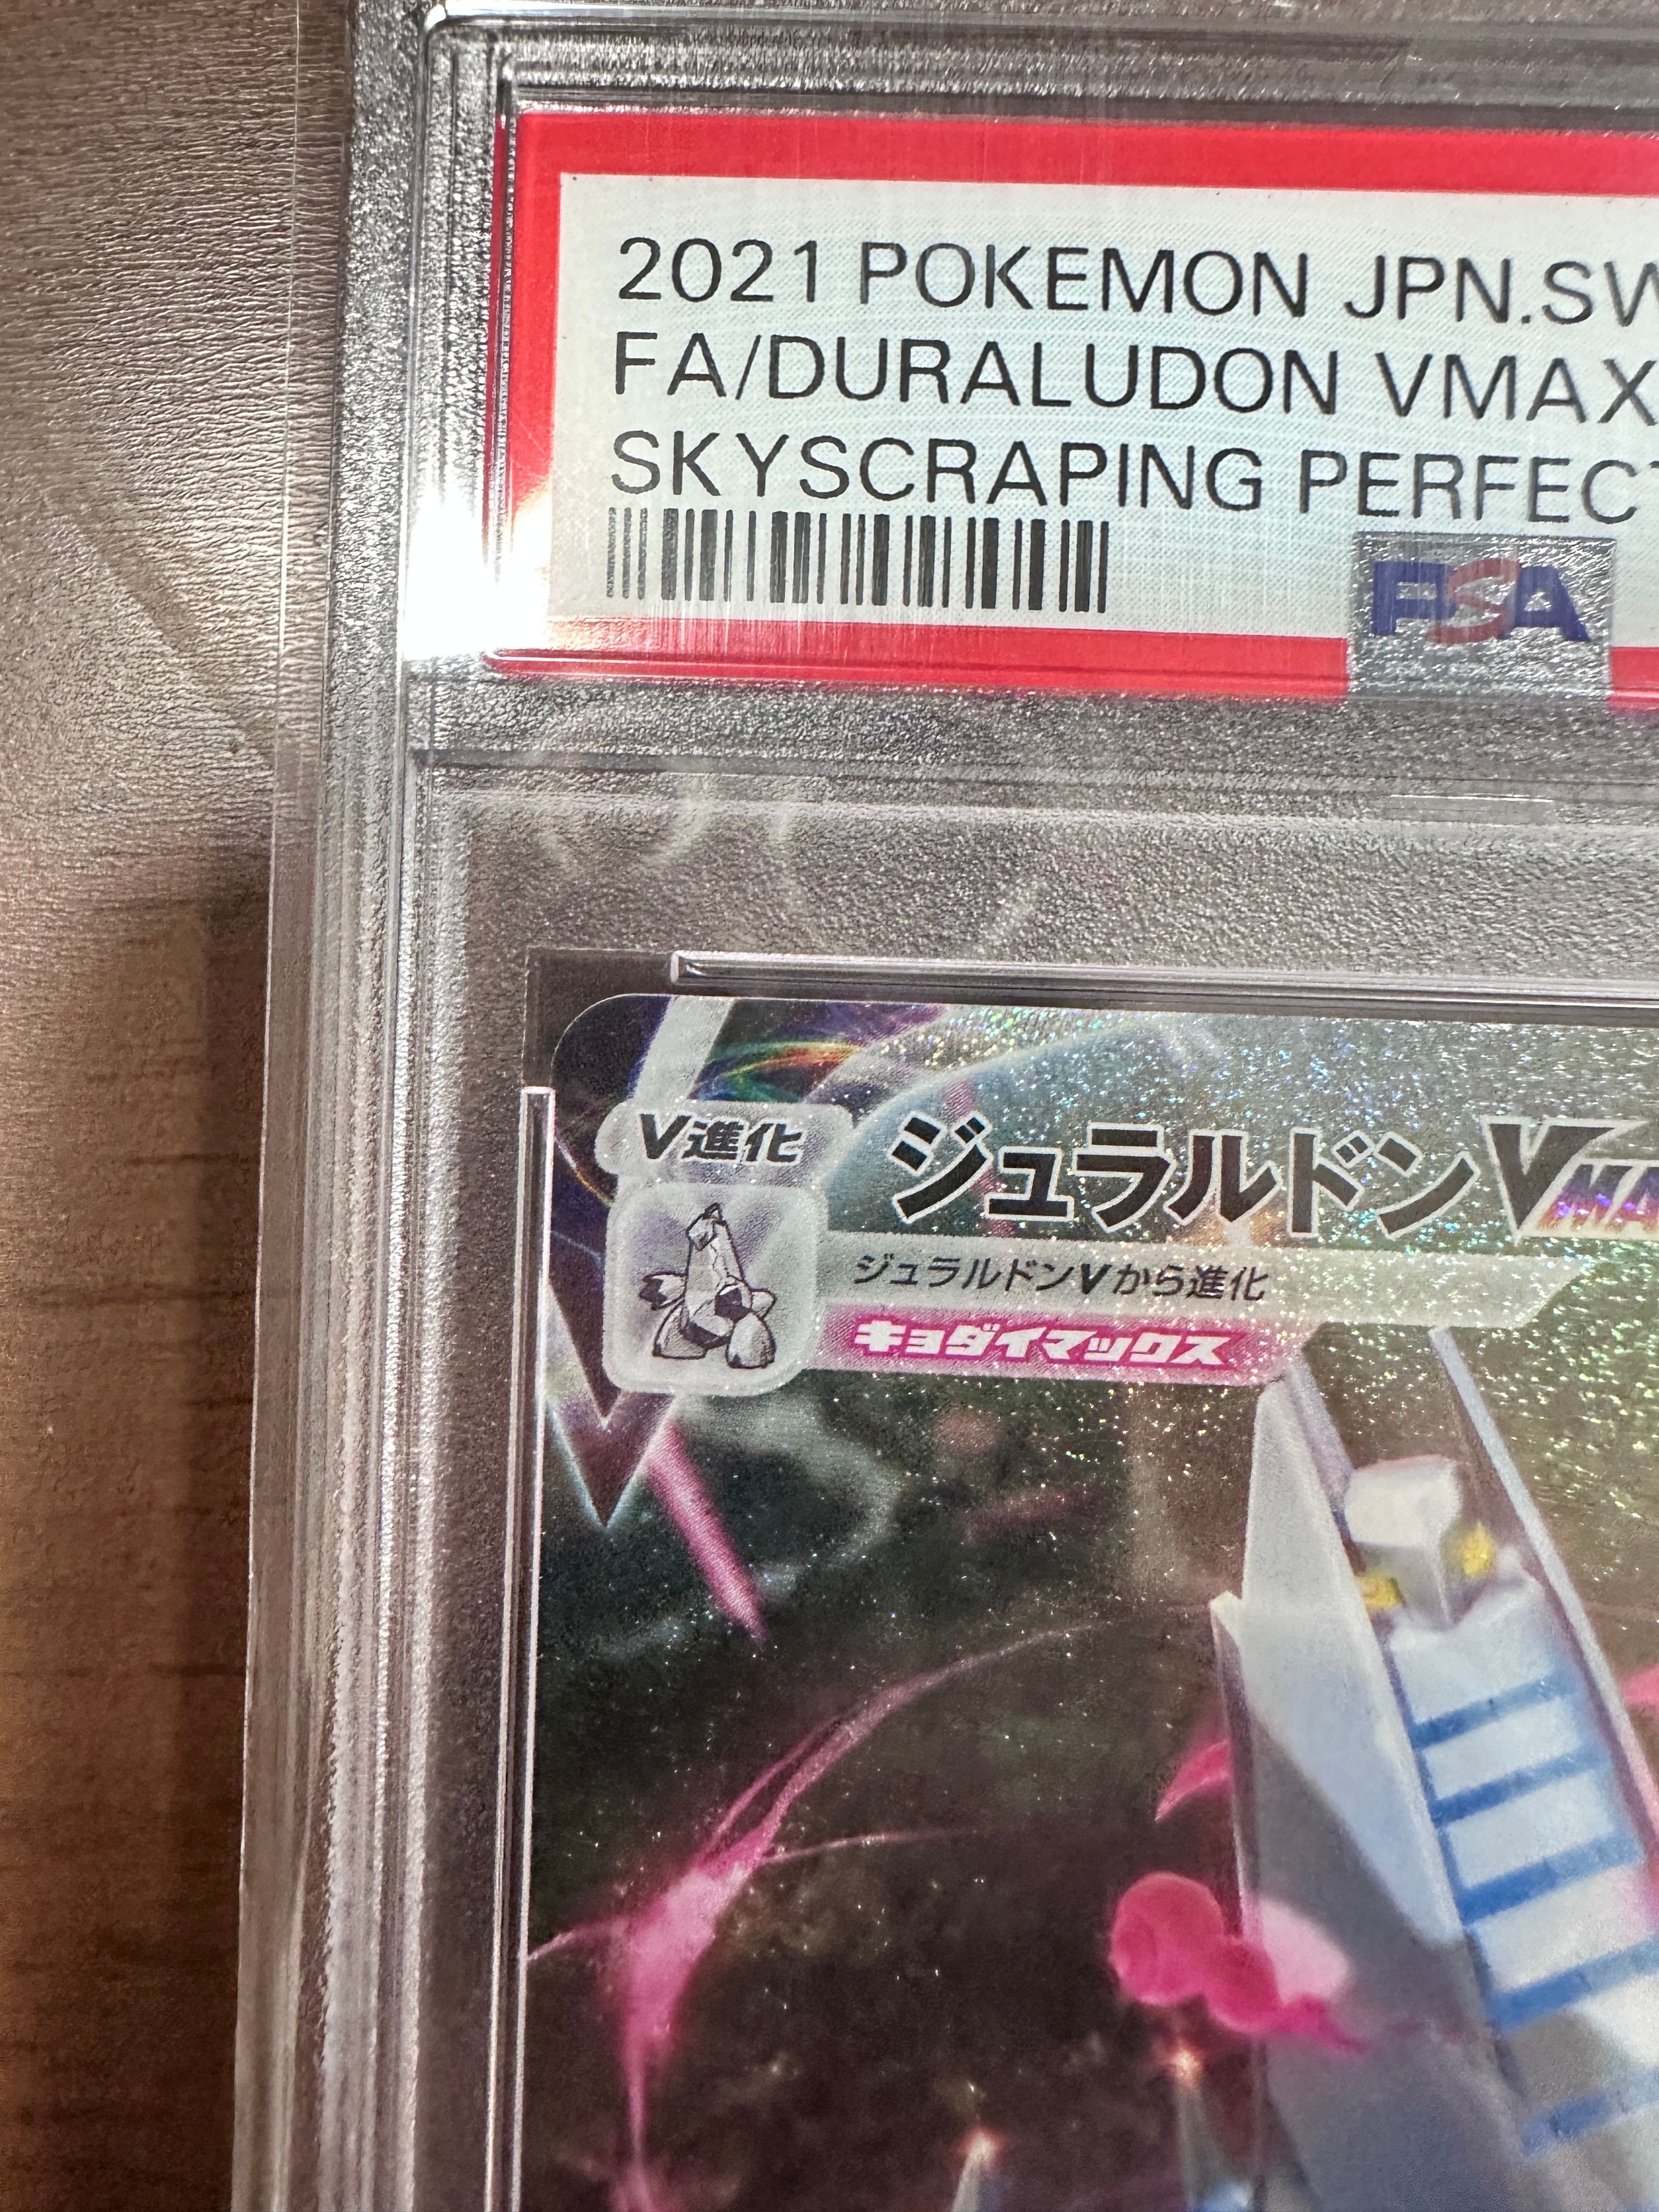 2021 POKEMON JPN.SW
FA/DURALUDON VMAX
SKYSCRAPING PERFECT
PSA
V進化
ジュラルドンVMA
ジュラルドンVから進化
キョダイマックス